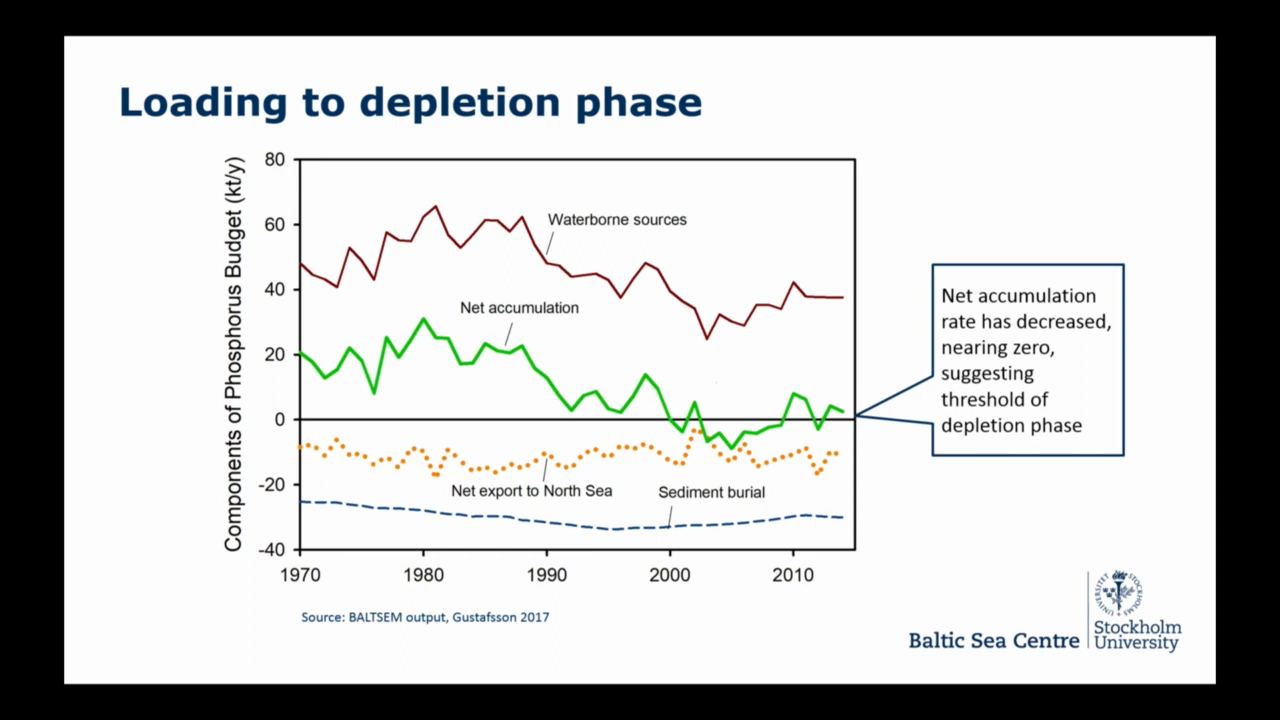 Loading to depletion phase
Components of Phosphorus Budget (kt/y)
80
60
40
20
0
-20
-40
1970
1980
1990
2000
2010
Waterborne sources
Net accumulation
Net export to North Sea
Sediment burial
Net accumulation
rate has decreased,
nearing zero,
suggesting
threshold of
depletion phase
Source: BALTSEM output, Gustafsson 2017
Baltic Sea Centre
Stockholm
University